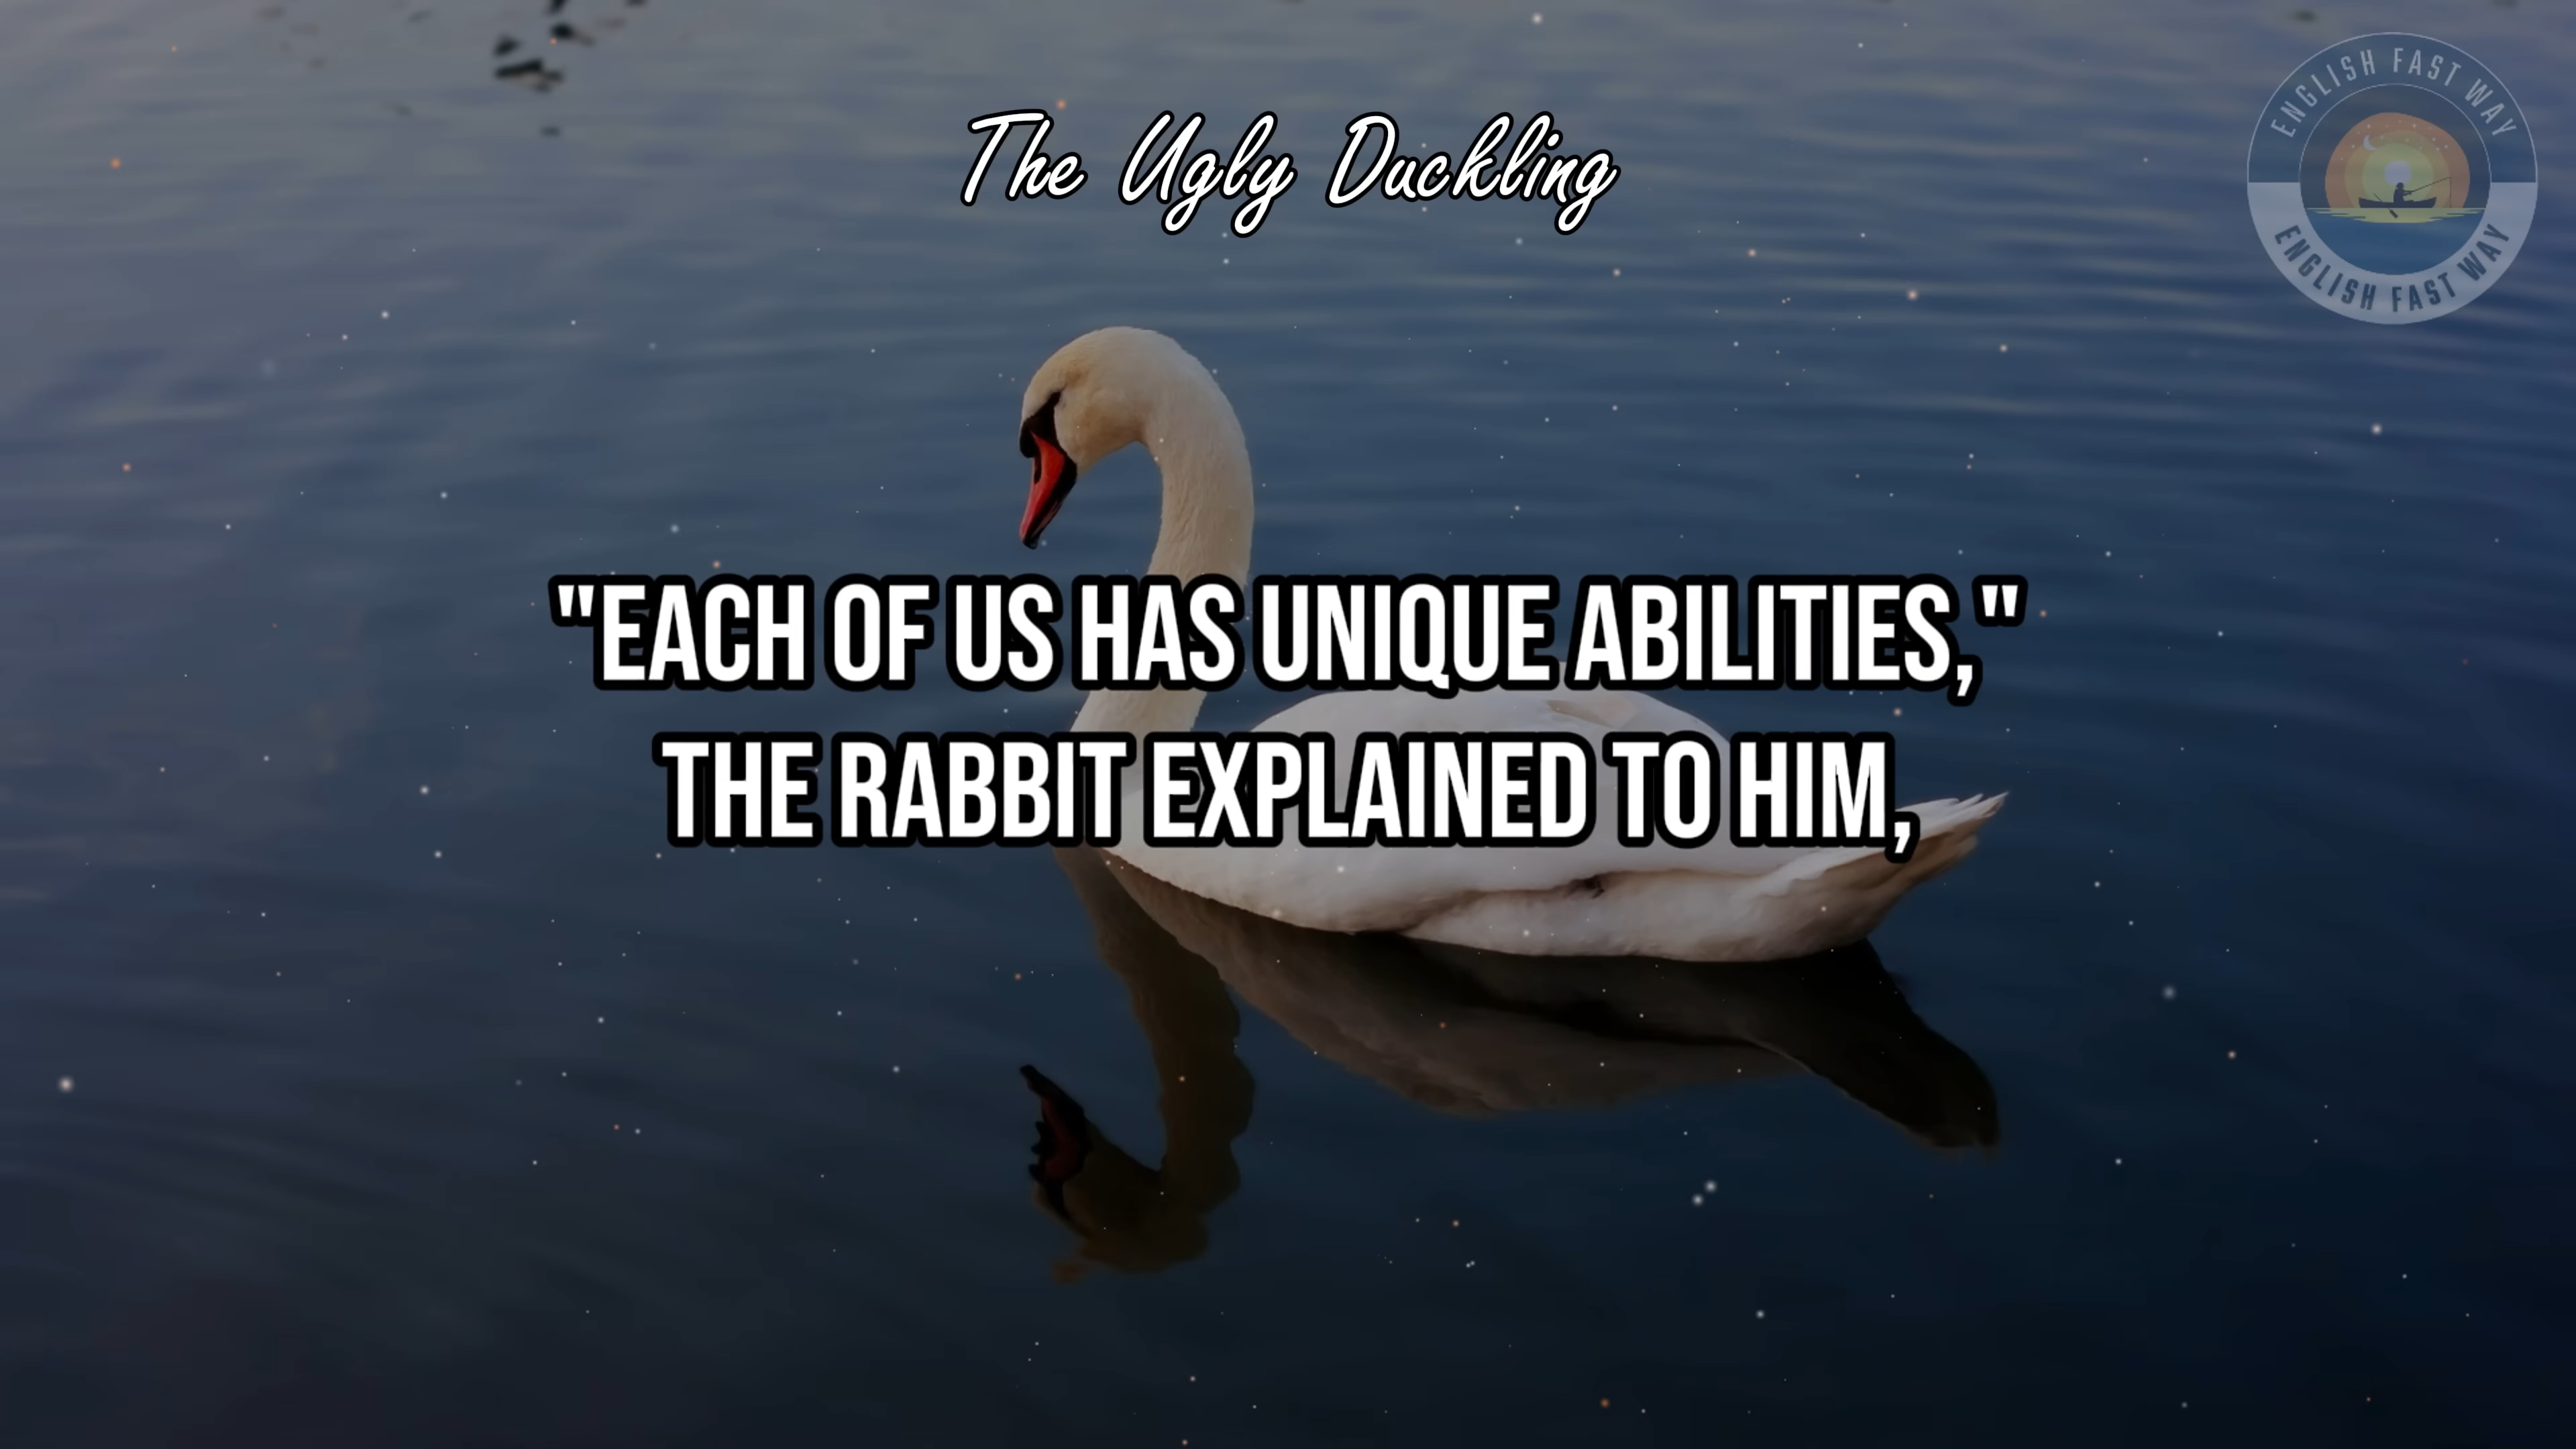 The Ugly Duckling
ENGLISH FAST WAY
ENGLISH FAST WAY
"EACH OF US HAS UNIQUE ABILITIES,"
THE RABBIT EXPLAINED TO HIM,